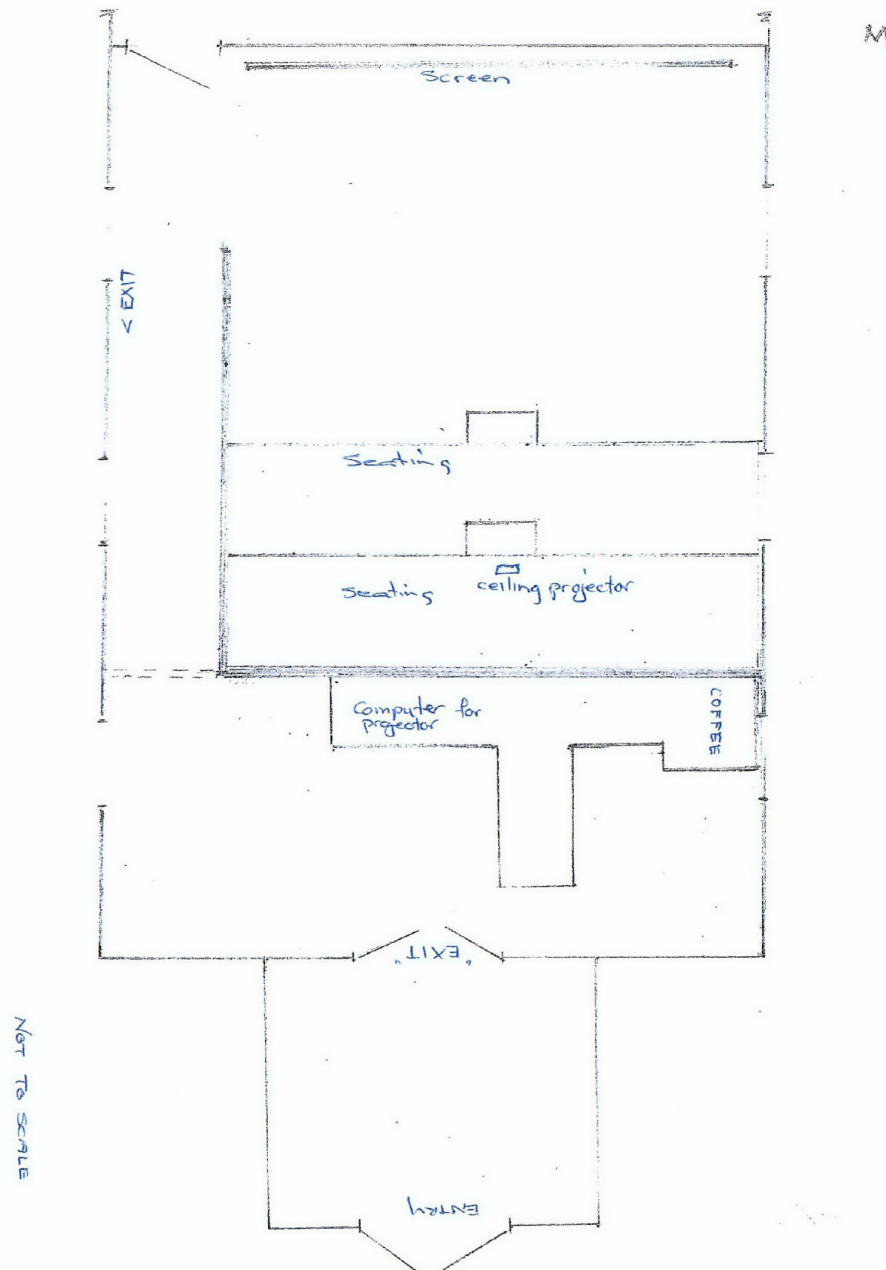 Screen
< EXIT
Seating
Seating
ceiling projector
Computer for
projector
COFFEE
"EXIT"
ENTRY
NOT TO SCALE